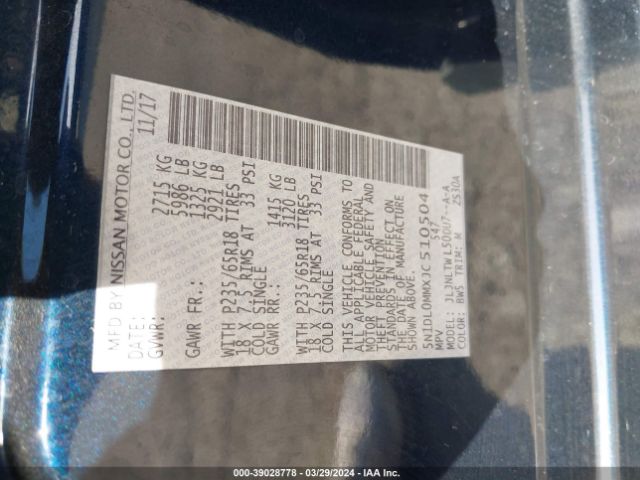 MFD BY NISSAN MOTOR CO., LTD.
DATE: 11/17
GVWR: 2715 KG
5986 LB
GAWR FR.: 1325 KG
2921 LB
WITH P235/65R18 TIRES
18 X 7.5 RIMS AT 33 PSI
COLD SINGLE
GAWR RR.: 1415 KG
3120 LB
WITH P235/65R18 TIRES
18 X 7.5 RIMS AT 33 PSI
COLD SINGLE
THIS VEHICLE CONFORMS TO
ALL APPLICABLE FEDERAL
MOTOR VEHICLE SAFETY AND
THEFT PREVENTION
STANDARDS IN EFFECT ON
THE DATE OF MANUFACTURE
SHOWN ABOVE.
5N1DL0MMXJC510504
MPV 547
MODEL: JL3NLTWL50OU7--A-A
COLOR: BW5 TRIM: M ZS30A
000-39028778 — 03/29/2024 — IAA Inc.